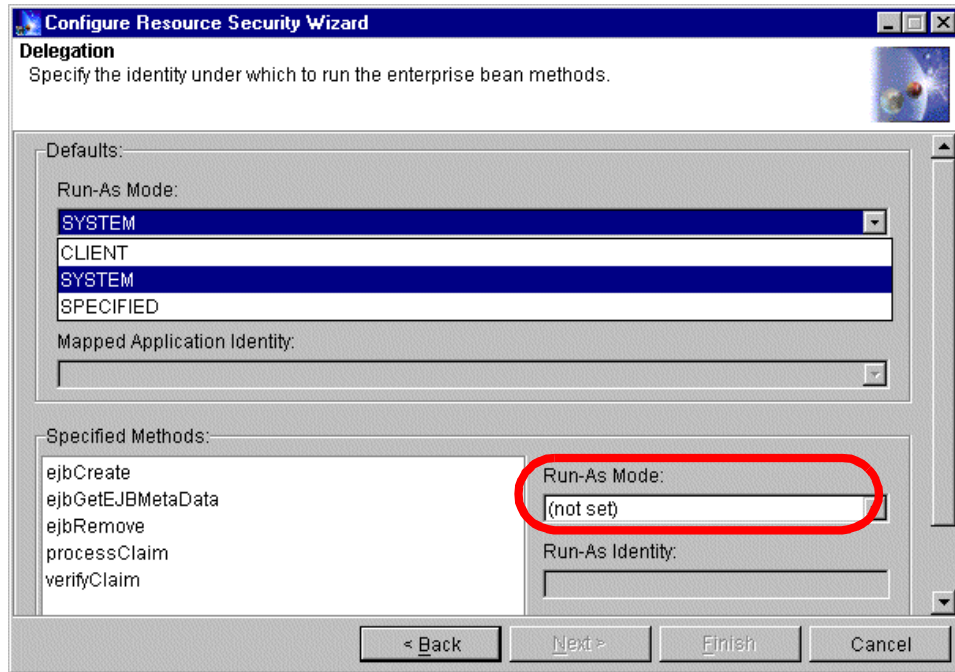 Configure Resource Security Wizard
Delegation
Specify the identity under which to run the enterprise bean methods.
Defaults:
Run-As Mode:
SYSTEM
CLIENT
SYSTEM
SPECIFIED
Mapped Application Identity:
Specified Methods:
ejbCreate
ejbGetEJBMetaData
ejbRemove
processClaim
verifyClaim
Run-As Mode:
(not set)
Run-As Identity:
< Back
Next >
Finish
Cancel